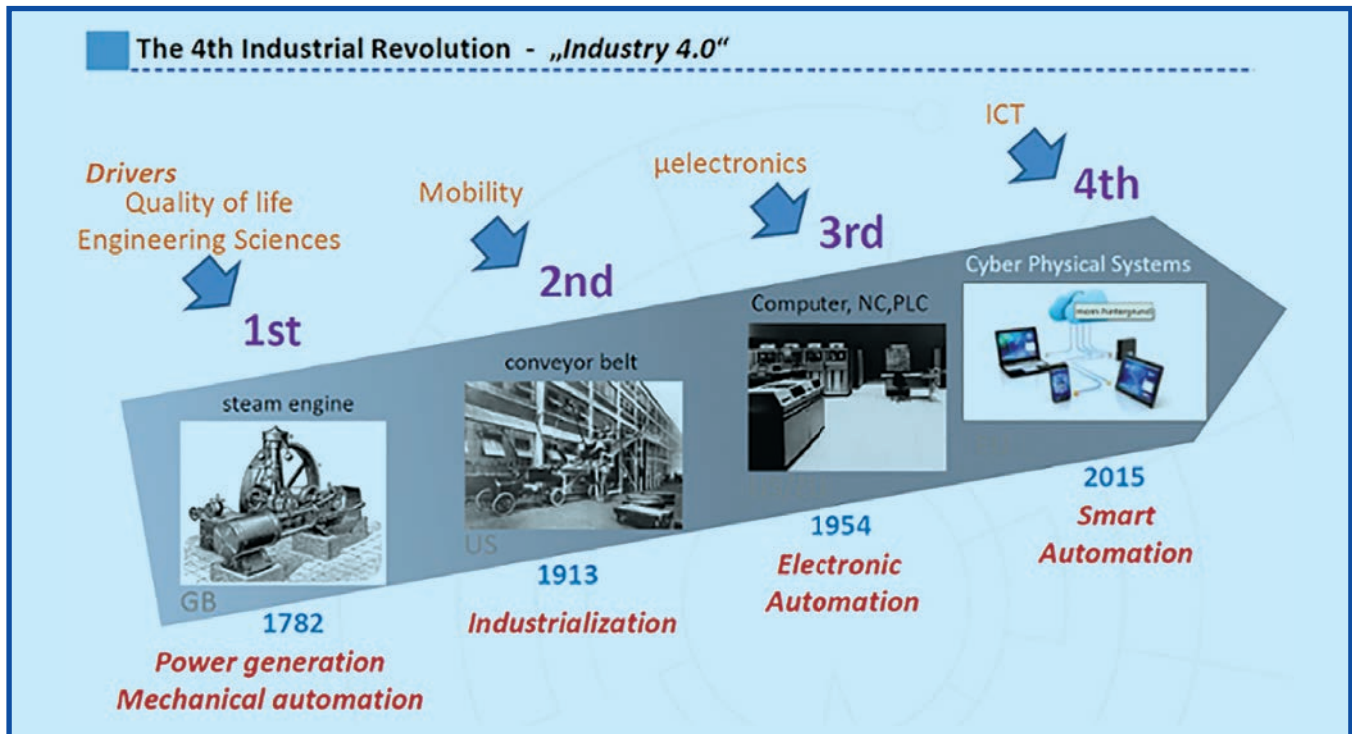 The 4th Industrial Revolution - „Industry 4.0“
Drivers
Quality of life
Engineering Sciences
1st
steam engine
GB
1782
Power generation
Mechanical automation
Mobility
2nd
conveyor belt
US
1913
Industrialization
µelectronics
3rd
Computer, NC,PLC
1954
Electronic
Automation
ICT
4th
Cyber Physical Systems
2015
Smart
Automation